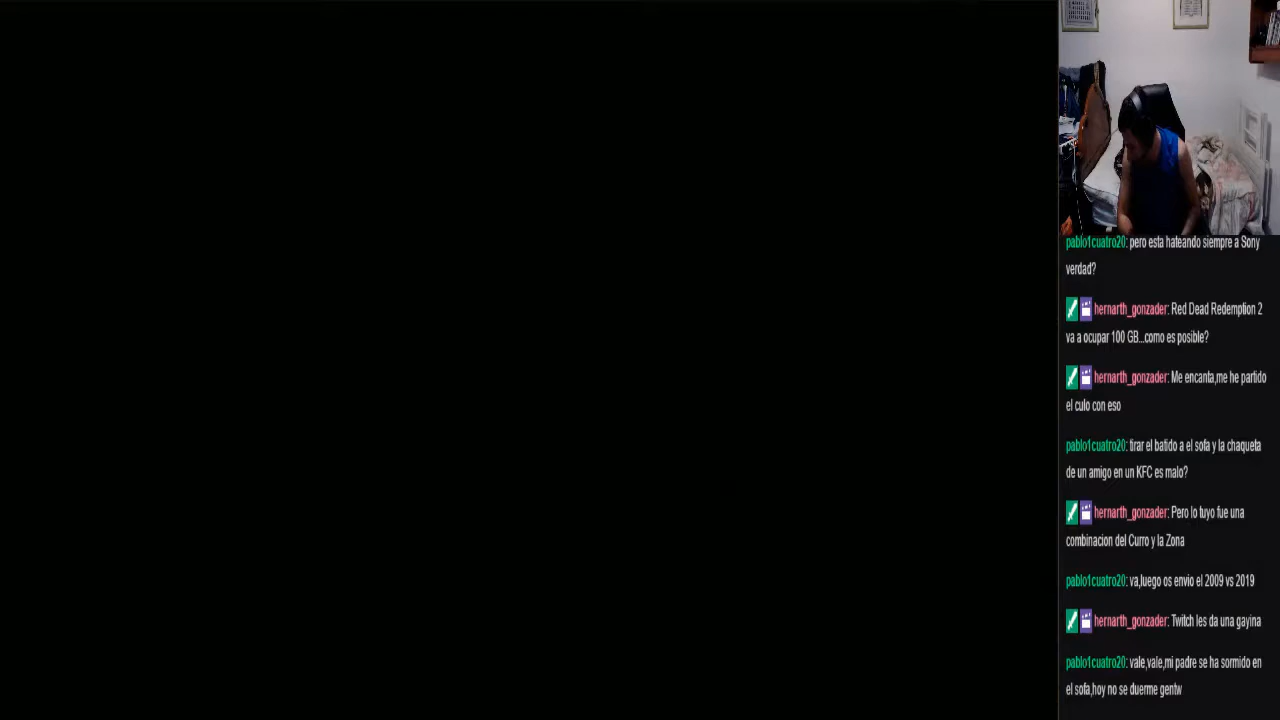 pablo1cuatro20: pero esta hateando siempre a Sony
verdad?
hernarth_gonzader: Red Dead Redemption 2
va a ocupar 100 GB...como es posible?
hernarth_gonzader: Me encanta,me he partido
el culo con eso
pablo1cuatro20: tirar el batido a el sofa y la chaqueta
de un amigo en un KFC es malo?
hernarth_gonzader: Pero lo tuyo fue una
combinacion del Curro y la Zona
pablo1cuatro20: va,luego os envio el 2009 vs 2019
hernarth_gonzader: Twitch les da una gayina
pablo1cuatro20: vale,vale,mi padre se ha sormido en
el sofa,hoy no se duerme gentw